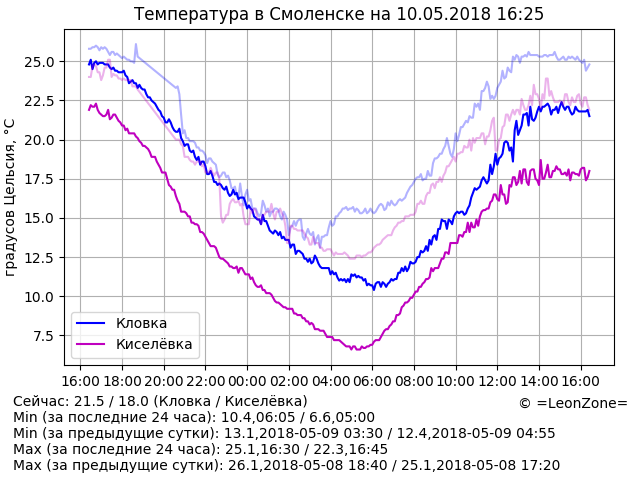 Температура в Смоленске на 10.05.2018 16:25
градусов Цельсия, °C
25.0
22.5
20.0
17.5
15.0
12.5
10.0
7.5
Кловка
Киселёвка
16:00 18:00 20:00 22:00 00:00 02:00 04:00 06:00 08:00 10:00 12:00 14:00 16:00
Сейчас: 21.5 / 18.0 (Кловка / Киселёвка)
© =LeonZone=
Min (за последние 24 часа): 10.4,06:05 / 6.6,05:00
Min (за предыдущие сутки): 13.1,2018-05-09 03:30 / 12.4,2018-05-09 04:55
Max (за последние 24 часа): 25.1,16:30 / 22.3,16:45
Max (за предыдущие сутки): 26.1,2018-05-08 18:40 / 25.1,2018-05-08 17:20